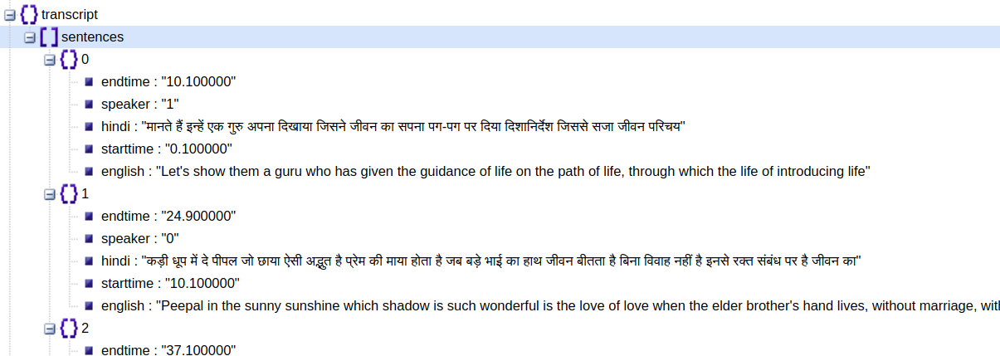 transcript
sentences
0
endtime : "10.100000"
speaker : "1"
hindi : "मानते हैं इन्हें एक गुरु अपना दिखाया जिसने जीवन का सपना पग-पग पर दिया दिशानिर्देश जिससे सजा जीवन परिचय"
starttime : "0.100000"
english : "Let's show them a guru who has given the guidance of life on the path of life, through which the life of introducing life"
1
endtime : "24.900000"
speaker : "0"
hindi : "कड़ी धूप में दे पीपल जो छाया ऐसी अद्भुत है प्रेम की माया होता है जब बड़े भाई का हाथ जीवन बीतता है बिना विवाह नहीं है इनसे रक्त संबंध पर है जीवन का"
starttime : "10.100000"
english : "Peepal in the sunny sunshine which shadow is such wonderful is the love of love when the elder brother's hand lives, without marriage, wit
2
endtime : "37.100000"